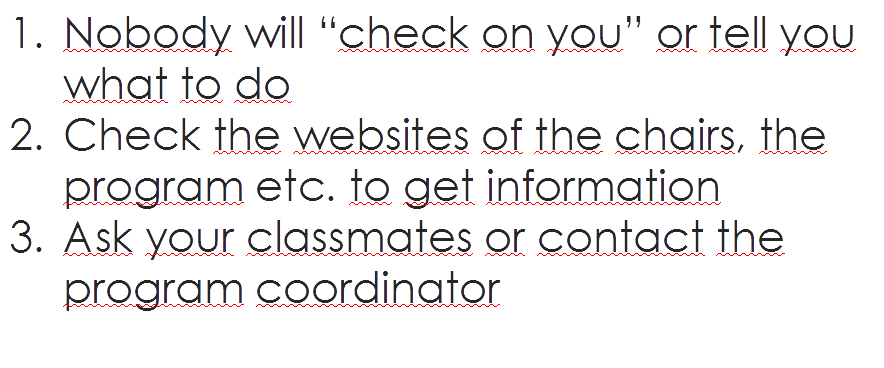 1. Nobody will “check on you” or tell you
what to do
2. Check the websites of the chairs, the
program etc. to get information
3. Ask your classmates or contact the
program coordinator